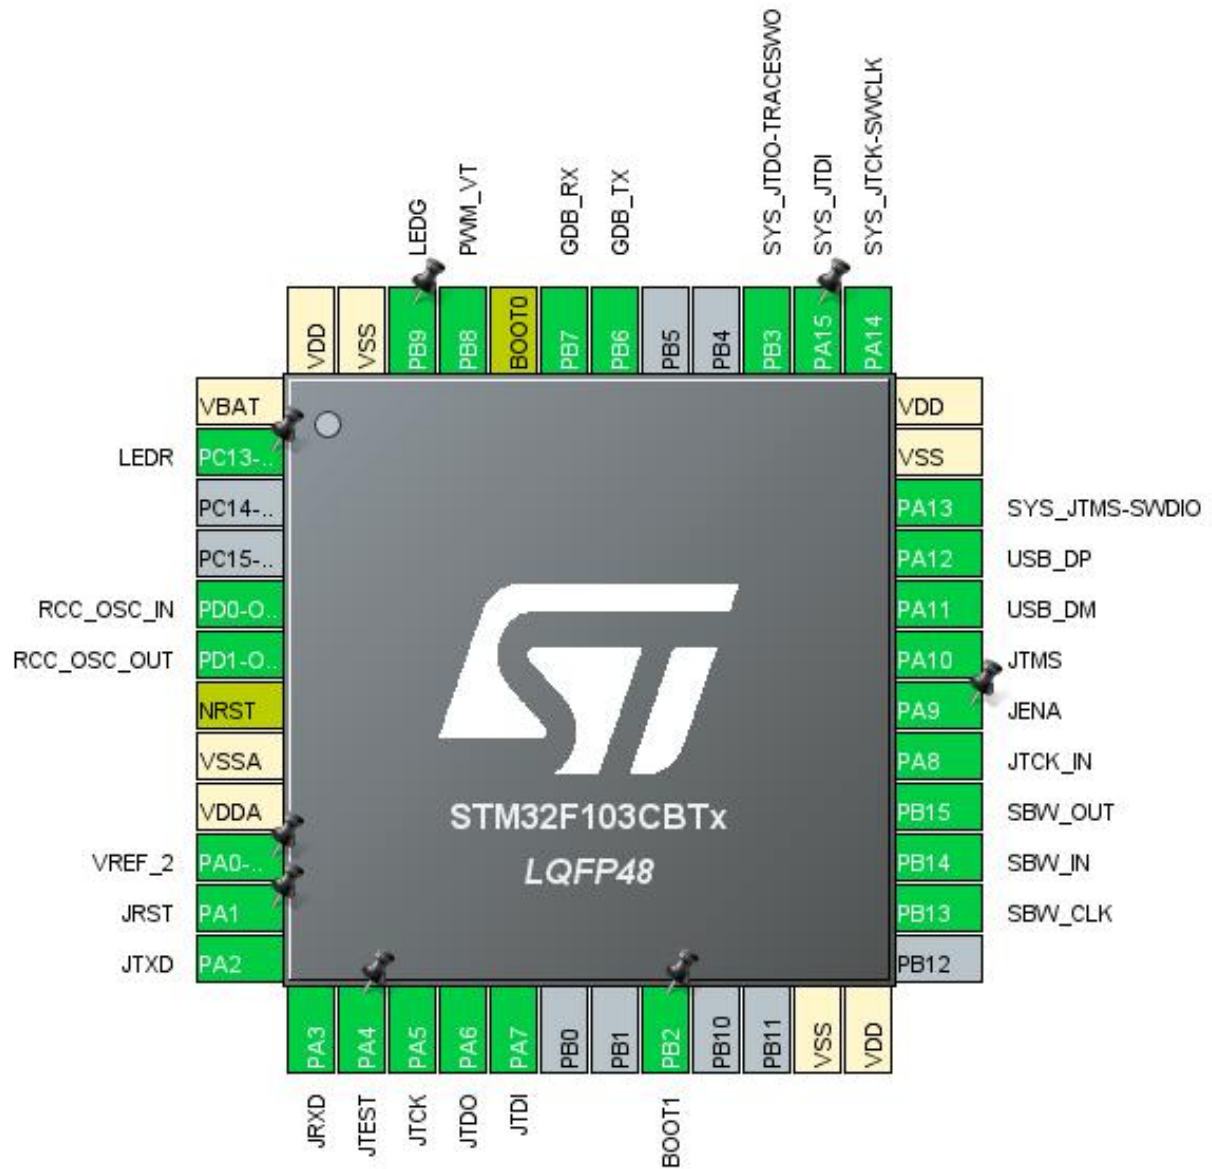 SYS_JTDO-TRACESWO
SYS_JTDI
SYS_JTCK-SWCLK
LEDG
PWM_VT
GDB_RX
GDB_TX
VDD
VSS
PB9
PB8
BOOT0
PB7
PB6
PB5
PB4
PB3
PA15
PA14
VBAT
LEDR PC13-..
PC14-..
PC15-..
RCC_OSC_IN PD0-O..
RCC_OSC_OUT PD1-O..
NRST
VSSA
VDDA
VREF_2 PA0-..
JRST PA1
JTXD PA2
VDD
VSS
PA13 SYS_JTMS-SWDIO
PA12 USB_DP
PA11 USB_DM
PA10 JTMS
PA9 JENA
PA8 JTCK_IN
PB15 SBW_OUT
PB14 SBW_IN
PB13 SBW_CLK
PB12
ST
STM32F103CBTx
LQFP48
PA3
PA4
PA5
PA6
PA7
PB0
PB1
PB2
PB10
PB11
VSS
VDD
JRXD
JTEST
JTCK
JTDO
JTDI
BOOT1